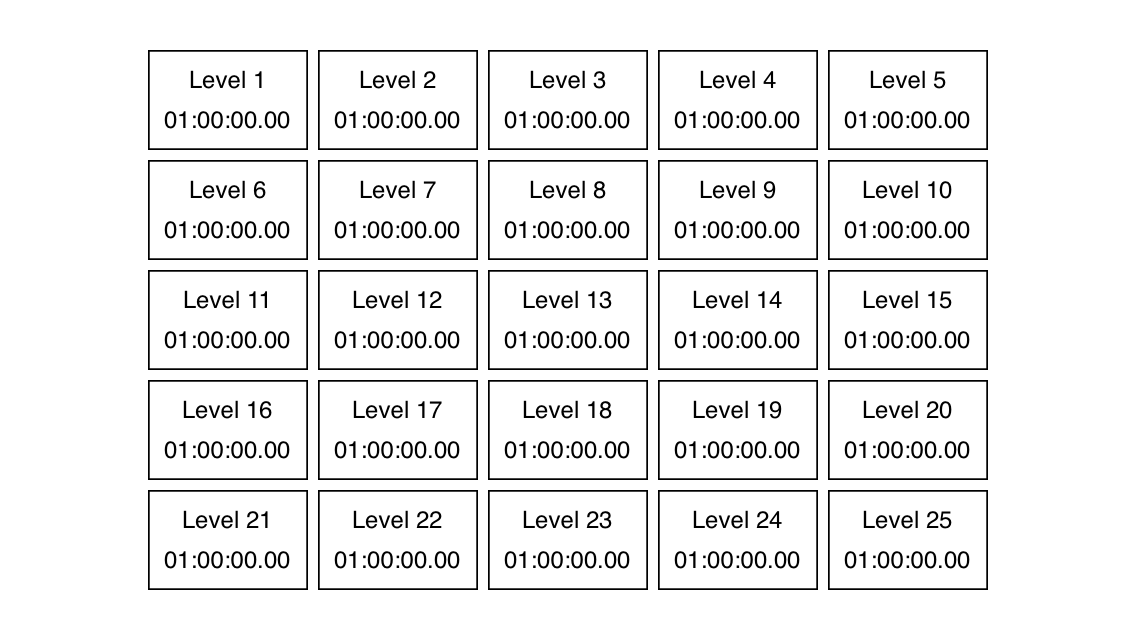 Level 1
01:00:00.00
Level 2
01:00:00.00
Level 3
01:00:00.00
Level 4
01:00:00.00
Level 5
01:00:00.00
Level 6
01:00:00.00
Level 7
01:00:00.00
Level 8
01:00:00.00
Level 9
01:00:00.00
Level 10
01:00:00.00
Level 11
01:00:00.00
Level 12
01:00:00.00
Level 13
01:00:00.00
Level 14
01:00:00.00
Level 15
01:00:00.00
Level 16
01:00:00.00
Level 17
01:00:00.00
Level 18
01:00:00.00
Level 19
01:00:00.00
Level 20
01:00:00.00
Level 21
01:00:00.00
Level 22
01:00:00.00
Level 23
01:00:00.00
Level 24
01:00:00.00
Level 25
01:00:00.00